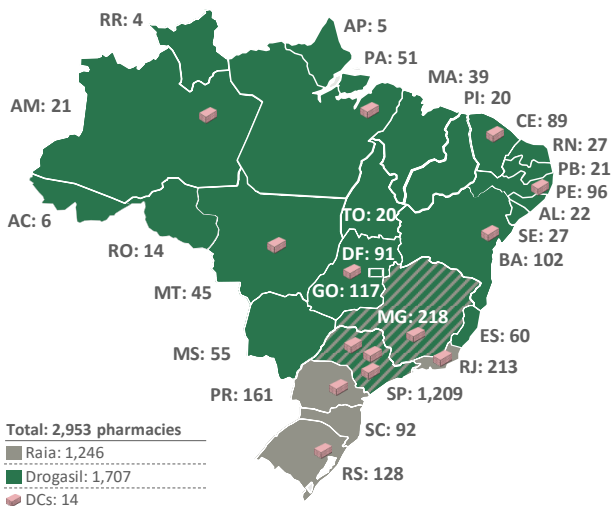 RR: 4
AP: 5
PA: 51
MA: 39
PI: 20
AM: 21
CE: 89
RN: 27
PB: 21
PE: 96
AL: 22
AC: 6
TO: 20
SE: 27
RO: 14
DF: 91
BA: 102
MT: 45
GO: 117
MG: 218
ES: 60
MS: 55
RJ: 213
PR: 161
SP: 1,209
SC: 92
RS: 128
Total: 2,953 pharmacies
Raia: 1,246
Drogasil: 1,707
DCs: 14